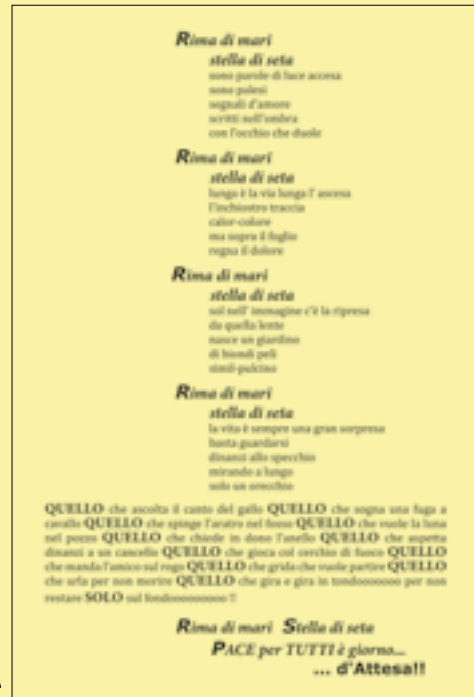 Rima di mari
stella di seta
sono parole di luce accesa
sono palesi
segnali d'amore
scritti nell'ombra
con l'occhio che duole
Rima di mari
stella di seta
lunga è la via lunga l' ascesa
l'inchiostro traccia
calor-colore
ma sopra il foglio
regna il dolore
Rima di mari
stella di seta
sol nell' immagine c'è la ripresa
da quella lente
nasce un giardino
di biondi peli
simil-pulcino
Rima di mari
stella di seta
la vita è sempre una gran sorpresa
basta guardarsi
dinanzi allo specchio
mirando a lungo
solo un orecchio
QUELLO che ascolta il canto del gallo QUELLO che sogna una fuga a
cavallo QUELLO che spinge l'aratro nel fosso QUELLO che vuole la luna
nel pozzo QUELLO che chiede in dono l'anello QUELLO che aspetta
dinanzi a un cancello QUELLO che gioca col cerchio di fuoco QUELLO
che manda l'amico sul rogo QUELLO che grida che vuole partire QUELLO
che urla per non morire QUELLO che gira e gira in tondooooooo per non
restare SOLO sul fondooooooooo !!
Rima di mari Stella di seta
PACE per TUTTI è giorno...
... d'Attesa!!